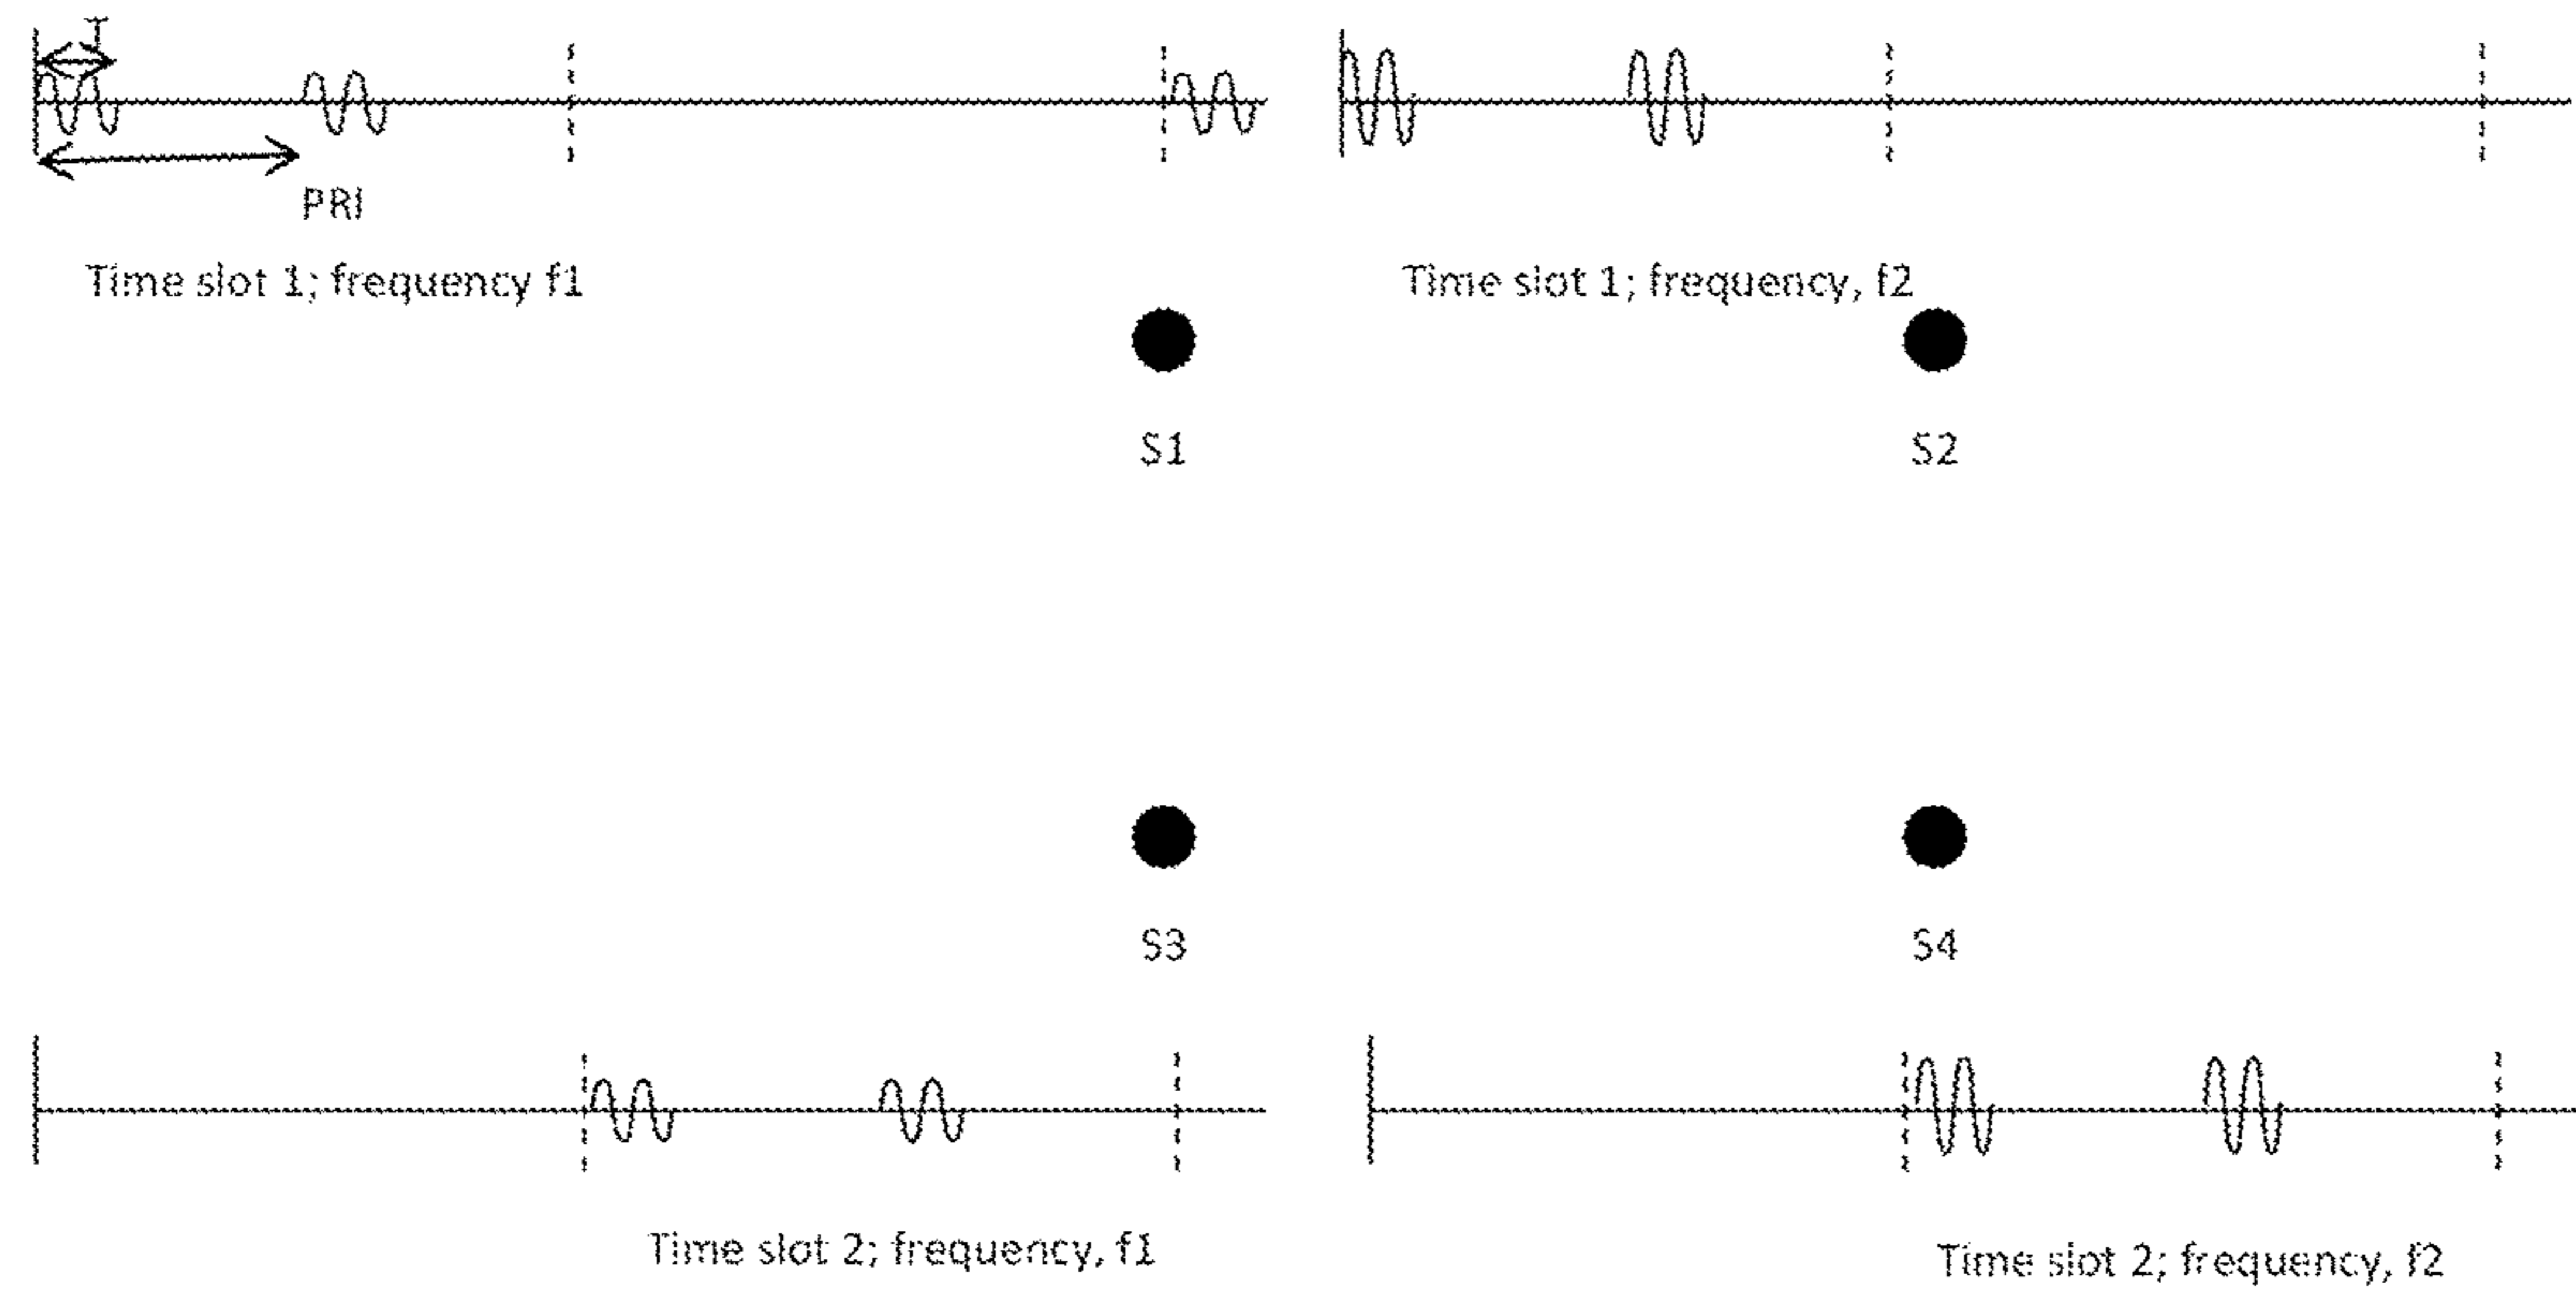 T
PRI
Time slot 1; frequency f1
Time slot 1; frequency, f2
S1
S2
S3
S4
Time slot 2; frequency, f1
Time slot 2; frequency, f2